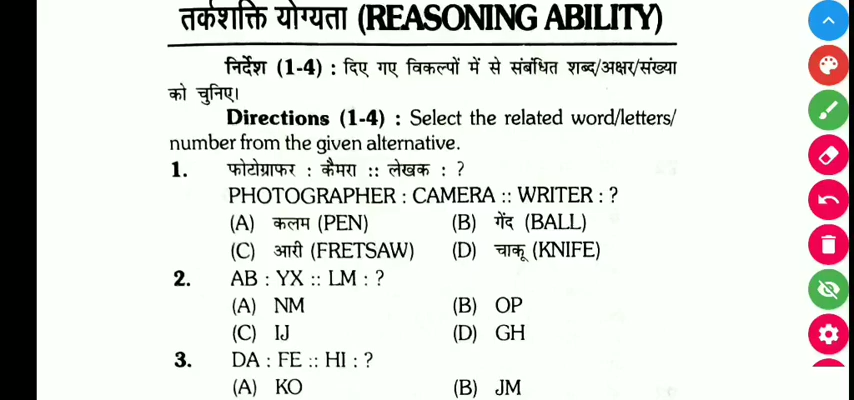 तर्कशक्ति योग्यता (REASONING ABILITY)
निर्देश (1-4) : दिए गए विकल्पों में से संबंधित शब्द/अक्षर/संख्या
को चुनिए।
Directions (1-4) : Select the related word/letters/
number from the given alternative.
1. फोटोग्राफर : कैमरा :: लेखक : ?
PHOTOGRAPHER : CAMERA :: WRITER : ?
(A) कलम (PEN) (B) गेंद (BALL)
(C) आरी (FRETSAW) (D) चाकू (KNIFE)
2. AB : YX :: LM : ?
(A) NM (B) OP
(C) IJ (D) GH
3. DA : FE :: HI : ?
(A) KO (B) JM